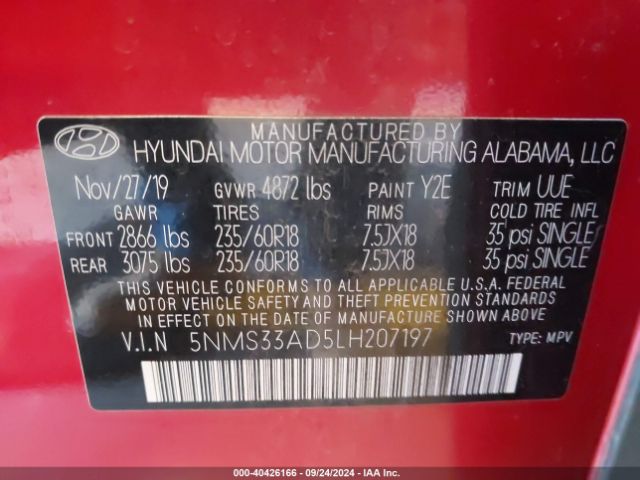 MANUFACTURED BY
HYUNDAI MOTOR MANUFACTURING ALABAMA, LLC
Nov/27/19 GVWR 4872 lbs PAINT Y2E TRIM UUE
GAWR TIRES RIMS COLD TIRE INFL
FRONT 2866 lbs 235/60R18 7.5JX18 35 psi SINGLE
REAR 3075 lbs 235/60R18 7.5JX18 35 psi SINGLE
THIS VEHICLE CONFORMS TO ALL APPLICABLE U.S.A. FEDERAL
MOTOR VEHICLE SAFETY AND THEFT PREVENTION STANDARDS
IN EFFECT ON THE DATE OF MANUFACTURE SHOWN ABOVE.
V.I.N 5NMS33AD5LH207197 TYPE: MPV
000-40426166 - 09/24/2024 - IAA Inc.